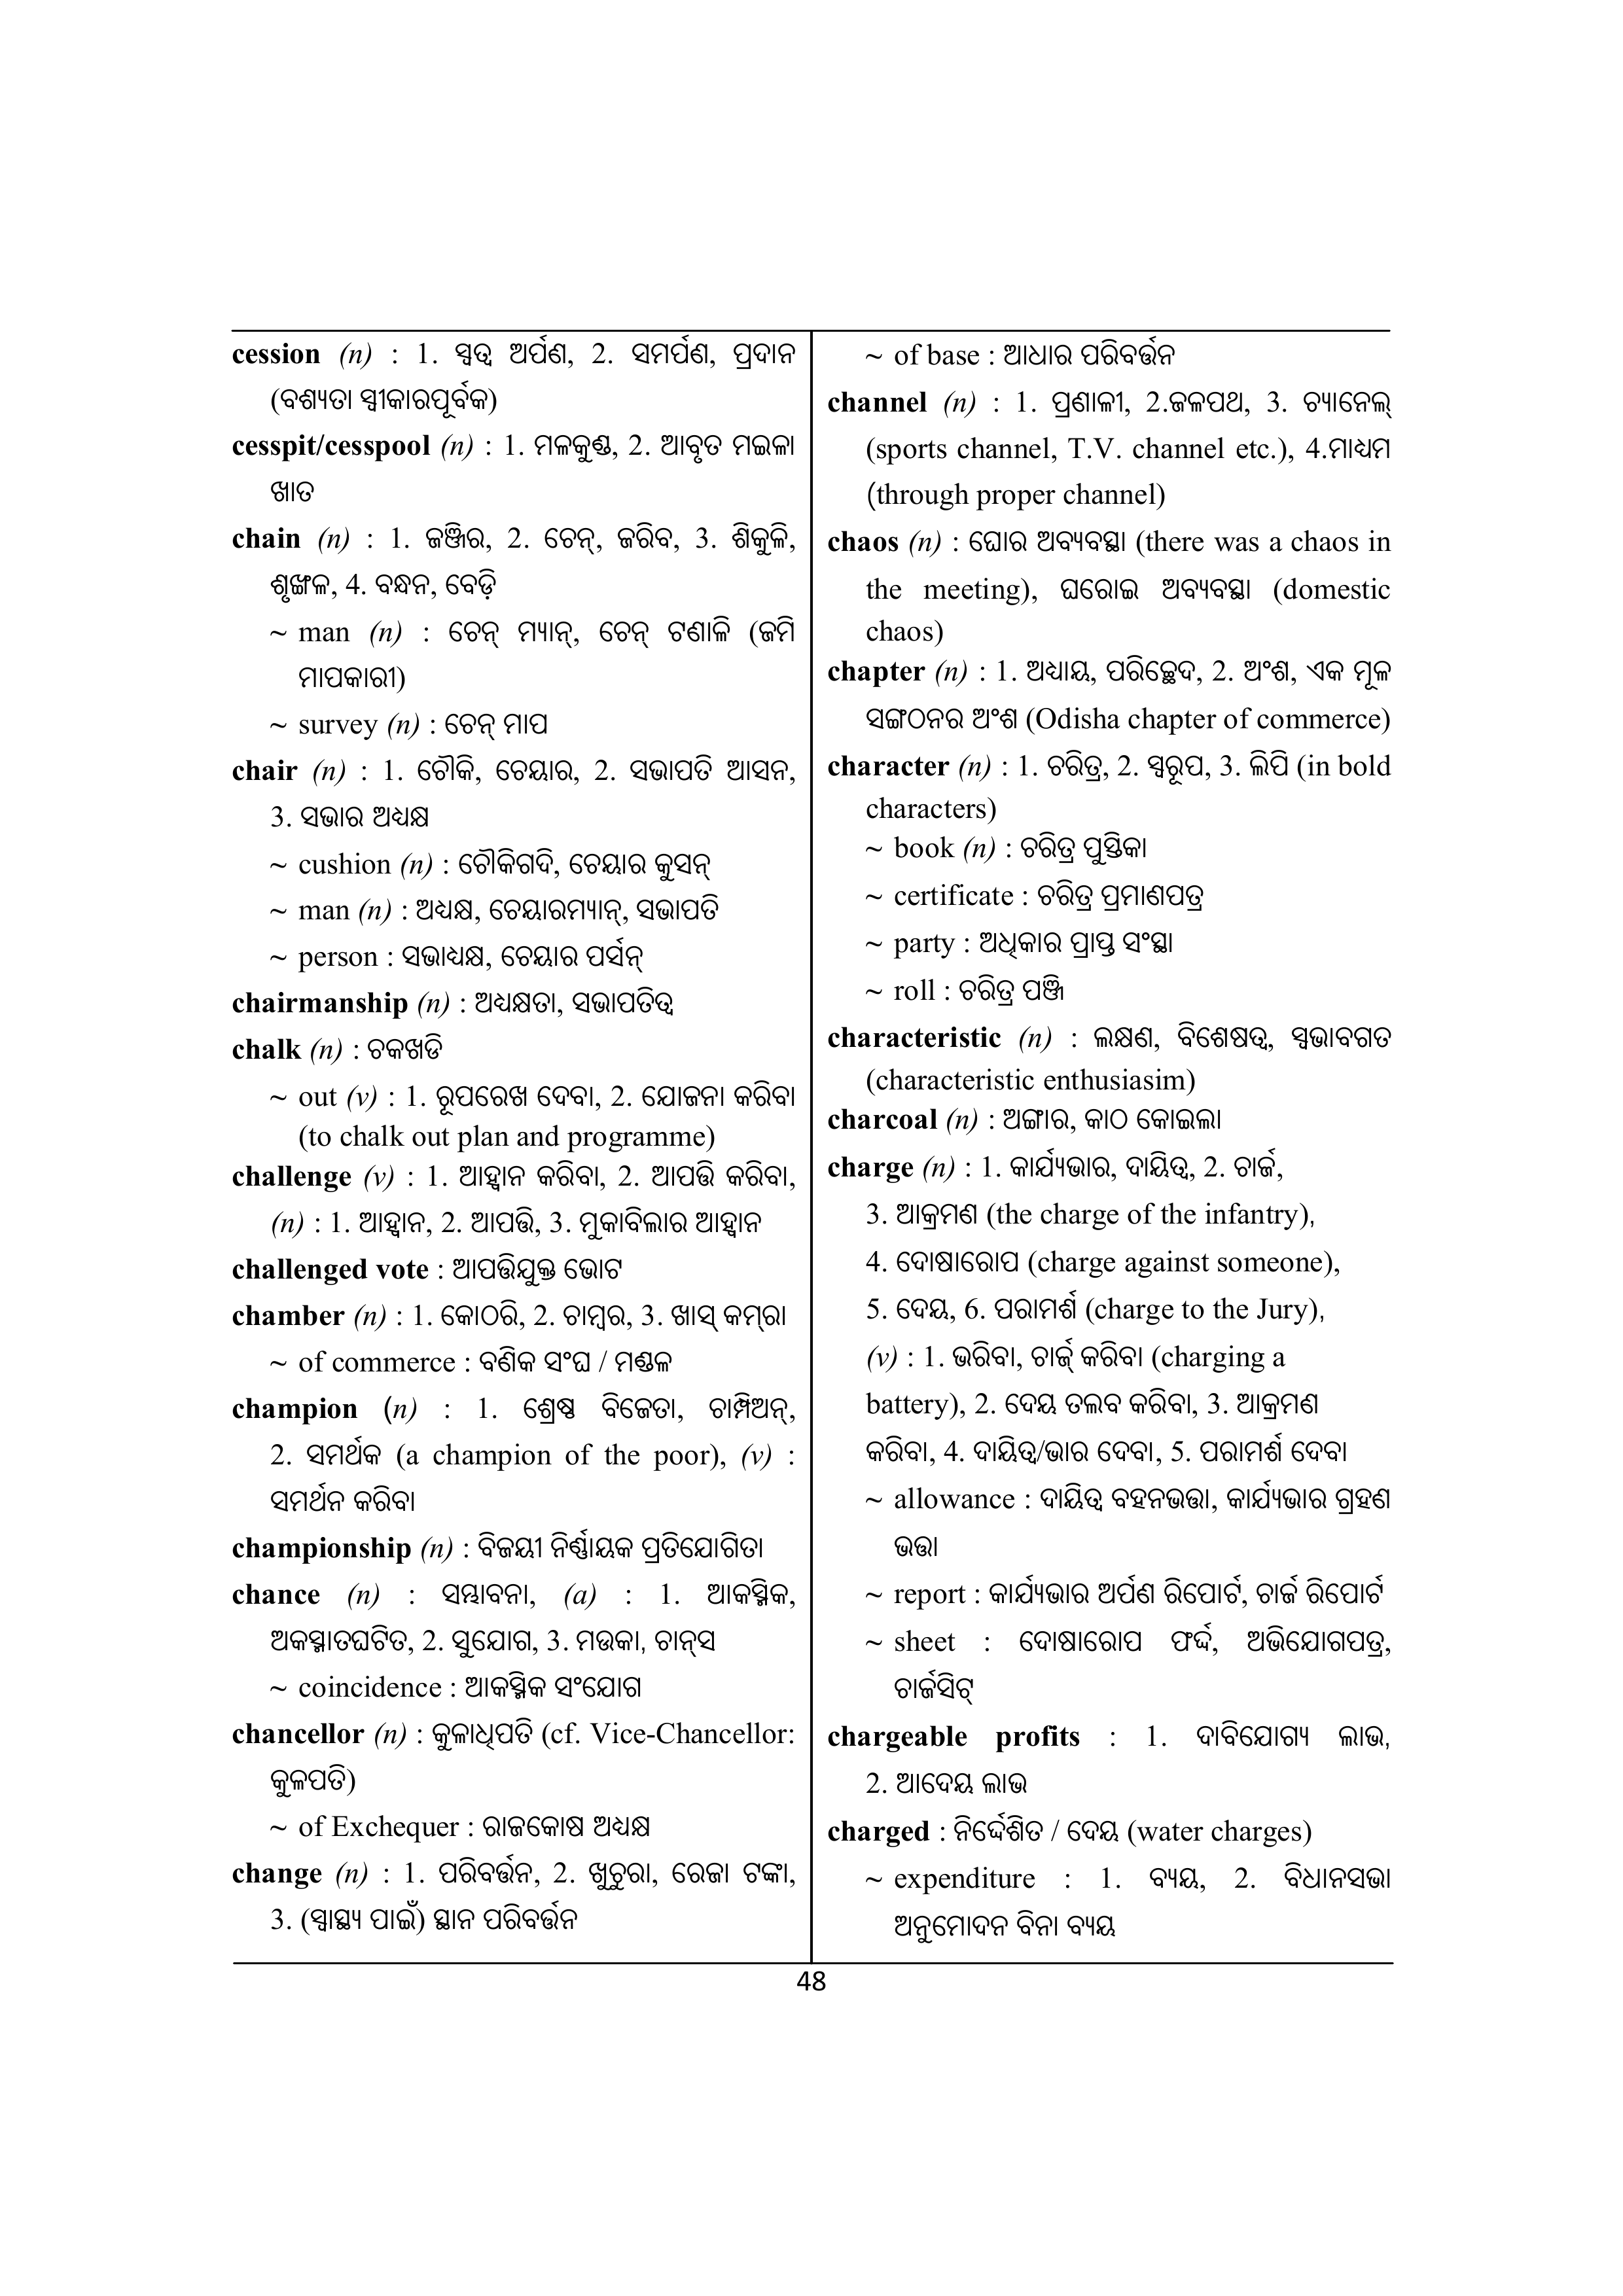 cession (n) : 1. ସ୍ୱତ୍ୱ ଅର୍ପଣ, 2. ସମର୍ପଣ, ପ୍ରଦାନ
(ବଶ୍ୟତା ସ୍ୱୀକାରପୂର୍ବକ)
cesspit/cesspool (n) : 1. ମଳକୁଣ୍ଡ, 2. ଆବୃତ ମଇଳା
ଖାତ
chain (n) : 1. ଜଞ୍ଜିର, 2. ଚେନ୍, ଜରିବ, 3. ଶିକୁଳି,
ଶୃଙ୍ଖଳ, 4. ବନ୍ଧନ, ବେଡ଼ି
~ man (n) : ଚେନ୍ ମ୍ୟାନ୍, ଚେନ୍ ଟଣାଳି (ଜମି
ମାପକାରୀ)
~ survey (n) : ଚେନ୍ ମାପ
chair (n) : 1. ଚୌକି, ଚେୟାର, 2. ସଭାପତି ଆସନ,
3. ସଭାର ଅଧ୍ୟକ୍ଷ
~ cushion (n) : ଚୌକିଗଦି, ଚେୟାର କୁସନ୍
~ man (n) : ଅଧ୍ୟକ୍ଷ, ଚେୟାରମ୍ୟାନ୍, ସଭାପତି
~ person : ସଭାଧ୍ୟକ୍ଷ, ଚେୟାର ପର୍ସନ୍
chairmanship (n) : ଅଧ୍ୟକ୍ଷତା, ସଭାପତିତ୍ୱ
chalk (n) : ଚକଖଡି
~ out (v) : 1. ରୂପରେଖ ଦେବା, 2. ଯୋଜନା କରିବା
(to chalk out plan and programme)
challenge (v) : 1. ଆହ୍ୱାନ କରିବା, 2. ଆପତ୍ତି କରିବା,
(n) : 1. ଆହ୍ୱାନ, 2. ଆପତ୍ତି, 3. ମୁକାବିଲାର ଆହ୍ୱାନ
challenged vote : ଆପତ୍ତିଯୁକ୍ତ ଭୋଟ
chamber (n) : 1. କୋଠରି, 2. ଚାମ୍ବର, 3. ଖାସ୍ କମ୍‌ରା
~ of commerce : ବଣିକ ସଂଘ / ମଣ୍ଡଳ
champion (n) : 1. ଶ୍ରେଷ୍ଠ ବିଜେତା, ଚାମ୍ପିଅନ୍,
2. ସମର୍ଥକ (a champion of the poor), (v) :
ସମର୍ଥନ କରିବା
championship (n) : ବିଜୟୀ ନିର୍ଣ୍ଣାୟକ ପ୍ରତିଯୋଗିତା
chance (n) : ସମ୍ଭାବନା, (a) : 1. ଆକସ୍ମିକ,
ଅକସ୍ମାତଘଟିତ, 2. ସୁଯୋଗ, 3. ମଉକା, ଚାନ୍‌ସ
~ coincidence : ଆକସ୍ମିକ ସଂଯୋଗ
chancellor (n) : କୁଳାଧିପତି (cf. Vice-Chancellor:
କୁଳପତି)
~ of Exchequer : ରାଜକୋଷ ଅଧ୍ୟକ୍ଷ
change (n) : 1. ପରିବର୍ତ୍ତନ, 2. ଖୁଚୁରା, ରେଜା ଟଙ୍କା,
3. (ସ୍ୱାସ୍ଥ୍ୟ ପାଇଁ) ସ୍ଥାନ ପରିବର୍ତ୍ତନ
~ of base : ଆଧାର ପରିବର୍ତ୍ତନ
channel (n) : 1. ପ୍ରଣାଳୀ, 2.ଜଳପଥ, 3. ଚ୍ୟାନେଲ୍
(sports channel, T.V. channel etc.), 4.ମାଧ୍ୟମ
(through proper channel)
chaos (n) : ଘୋର ଅବ୍ୟବସ୍ଥା (there was a chaos in
the meeting), ଘରୋଇ ଅବ୍ୟବସ୍ଥା (domestic
chaos)
chapter (n) : 1. ଅଧ୍ୟାୟ, ପରିଚ୍ଛେଦ, 2. ଅଂଶ, ଏକ ମୂଳ
ସଙ୍ଗଠନର ଅଂଶ (Odisha chapter of commerce)
character (n) : 1. ଚରିତ୍ର, 2. ସ୍ୱରୂପ, 3. ଲିପି (in bold
characters)
~ book (n) : ଚରିତ୍ର ପୁସ୍ତିକା
~ certificate : ଚରିତ୍ର ପ୍ରମାଣପତ୍ର
~ party : ଅଧିକାର ପ୍ରାପ୍ତ ସଂସ୍ଥା
~ roll : ଚରିତ୍ର ପଞ୍ଜି
characteristic (n) : ଲକ୍ଷଣ, ବିଶେଷତ୍ୱ, ସ୍ୱଭାବଗତ
(characteristic enthusiasim)
charcoal (n) : ଅଙ୍ଗାର, କାଠ କୋଇଲା
charge (n) : 1. କାର୍ଯ୍ୟଭାର, ଦାୟିତ୍ୱ, 2. ଚାର୍ଜ,
3. ଆକ୍ରମଣ (the charge of the infantry),
4. ଦୋଷାରୋପ (charge against someone),
5. ଦେୟ, 6. ପରାମର୍ଶ (charge to the Jury),
(v) : 1. ଭରିବା, ଚାର୍ଜ୍ କରିବା (charging a
battery), 2. ଦେୟ ତଲବ କରିବା, 3. ଆକ୍ରମଣ
କରିବା, 4. ଦାୟିତ୍ୱ/ଭାର ଦେବା, 5. ପରାମର୍ଶ ଦେବା
~ allowance : ଦାୟିତ୍ୱ ବହନଭତ୍ତା, କାର୍ଯ୍ୟଭାର ଗ୍ରହଣ
ଭତ୍ତା
~ report : କାର୍ଯ୍ୟଭାର ଅର୍ପଣ ରିପୋର୍ଟ, ଚାର୍ଜ ରିପୋର୍ଟ
~ sheet : ଦୋଷାରୋପ ଫର୍ଦ୍ଦ, ଅଭିଯୋଗପତ୍ର,
ଚାର୍ଜସିଟ୍
chargeable profits : 1. ଦାବିଯୋଗ୍ୟ ଲାଭ,
2. ଆଦେୟ ଲାଭ
charged : ନିର୍ଦ୍ଦେଶିତ / ଦେୟ (water charges)
~ expenditure : 1. ବ୍ୟୟ, 2. ବିଧାନସଭା
ଅନୁମୋଦନ ବିନା ବ୍ୟୟ
48